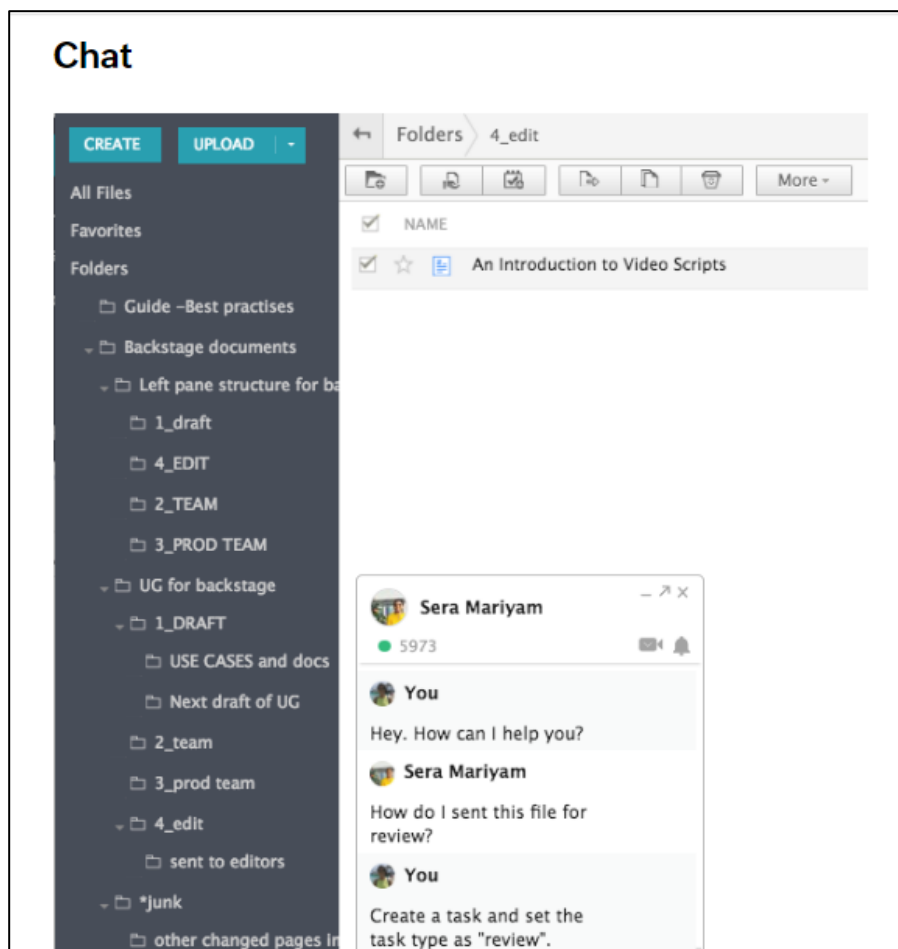 Chat
CREATE
UPLOAD
All Files
Favorites
Folders
Guide –Best practises
Backstage documents
Left pane structure for ba
1_draft
4_EDIT
2_TEAM
3_PROD TEAM
UG for backstage
1_DRAFT
USE CASES and docs
Next draft of UG
2_team
3_prod team
4_edit
sent to editors
*junk
other changed pages in
Folders 4_edit
More
NAME
An Introduction to Video Scripts
Sera Mariyam
5973
You
Hey. How can I help you?
Sera Mariyam
How do I sent this file for
review?
You
Create a task and set the
task type as "review".